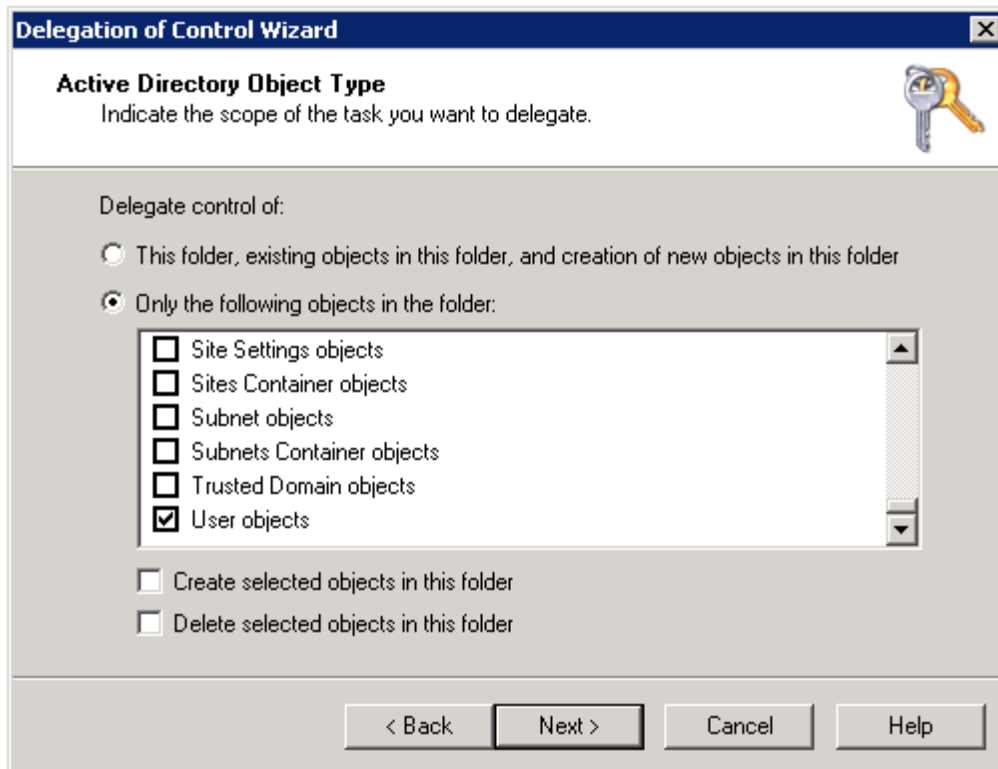 Delegation of Control Wizard
Active Directory Object Type
Indicate the scope of the task you want to delegate.
Delegate control of:
This folder, existing objects in this folder, and creation of new objects in this folder
Only the following objects in the folder:
Site Settings objects
Sites Container objects
Subnet objects
Subnets Container objects
Trusted Domain objects
User objects
Create selected objects in this folder
Delete selected objects in this folder
< Back Next > Cancel Help